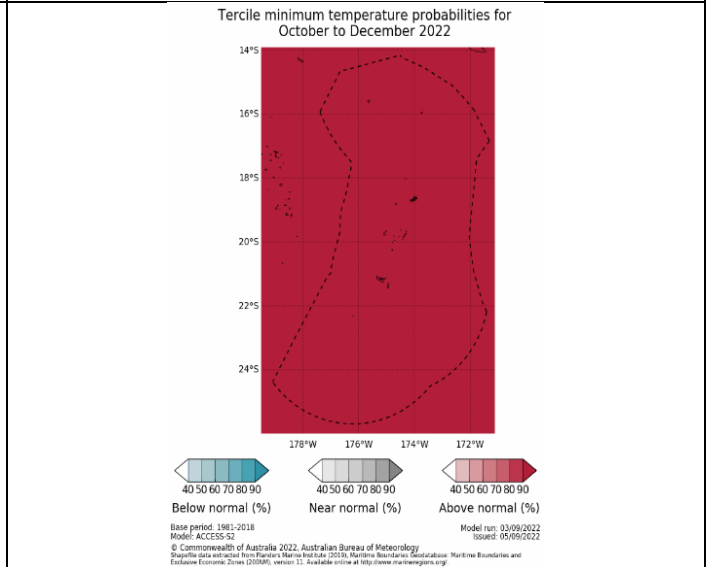 Tercile minimum temperature probabilities for
October to December 2022
14°S
16°S
18°S
20°S
22°S
24°S
178°W 176°W 174°W 172°W
40 50 60 70 80 90 40 50 60 70 80 90 40 50 60 70 80 90
Below normal (%) Near normal (%) Above normal (%)
Base period: 1981-2018 Model run: 03/09/2022
Model: ACCESS-S2 Issued: 05/09/2022
© Commonwealth of Australia 2022, Australian Bureau of Meteorology
Shapefile data extracted from Flanders Marine Institute (2019), Maritime Boundaries Geodatabase: Maritime Boundaries and
Exclusive Economic Zones (200NM), version 11. Available online at http://www.marineregions.org/.